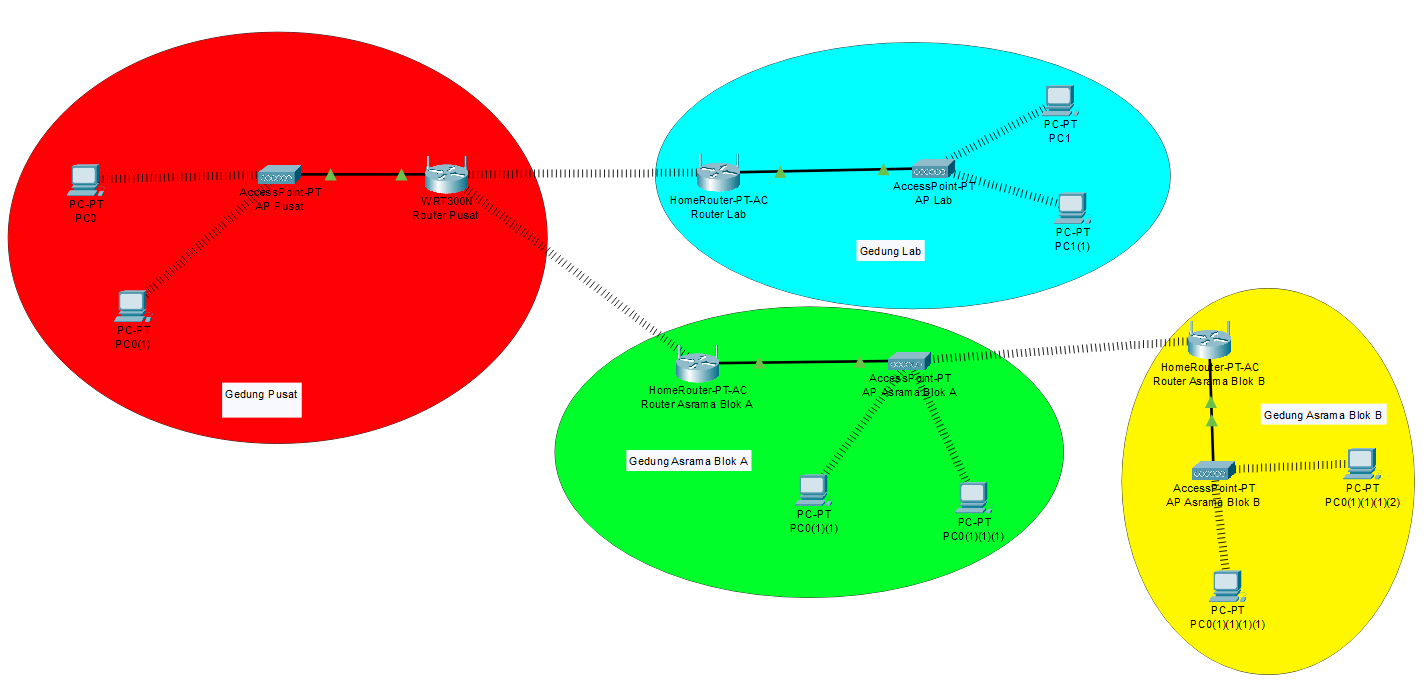 PC-PT
PC0
AccessPoint-PT
AP Pusat
WRT300N
Router Pusat
PC-PT
PC0(1)
Gedung Pusat
HomeRouter-PT-AC
Router Lab
AccessPoint-PT
AP Lab
PC-PT
PC1
PC-PT
PC1(1)
Gedung Lab
HomeRouter-PT-AC
Router Asrama Blok A
AccessPoint-PT
AP Asrama Blok A
Gedung Asrama Blok A
PC-PT
PC0(1)(1)
PC-PT
PC0(1)(1)(1)
HomeRouter-PT-AC
Router Asrama Blok B
Gedung Asrama Blok B
AccessPoint-PT
AP Asrama Blok B
PC-PT
PC0(1)(1)(1)(2)
PC-PT
PC0(1)(1)(1)(1)